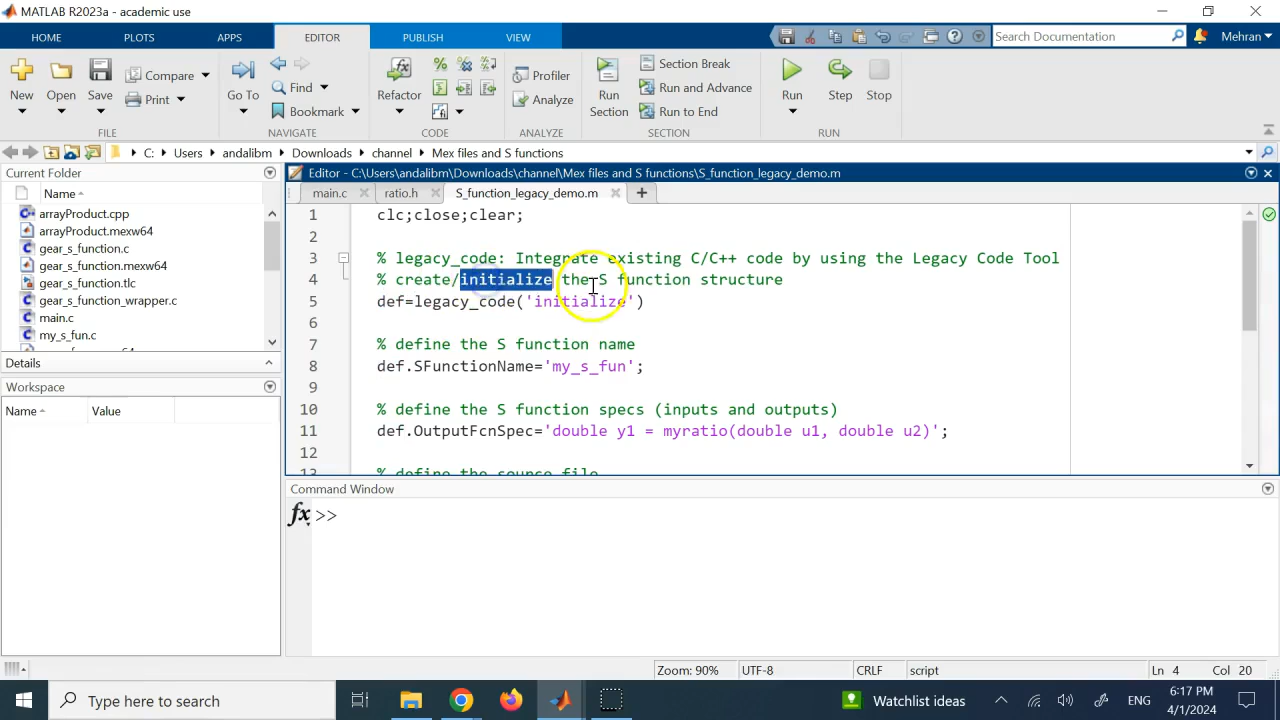 MATLAB R2023a - academic use
HOME PLOTS APPS EDITOR PUBLISH VIEW Search Documentation Mehran
New Open Save Compare Print Go To Find Bookmark Refactor Profiler Analyze Run Section Section Break Run and Advance Run to End Run Step Stop
FILE NAVIGATE CODE ANALYZE SECTION RUN
C: Users andalibm Downloads channel Mex files and S functions
Current Folder
Name
arrayProduct.cpp
arrayProduct.mexw64
gear_s_function.c
gear_s_function.mexw64
gear_s_function.tlc
gear_s_function_wrapper.c
main.c
my_s_fun.c
Details
Workspace
Name Value
Editor - C:\Users\andalibm\Downloads\channel\Mex files and S functions\S_function_legacy_demo.m
main.c ratio.h S_function_legacy_demo.m
1 clc;close;clear;
2
3 % legacy_code: Integrate existing C/C++ code by using the Legacy Code Tool
4 % create/initialize the S function structure
5 def=legacy_code('initialize')
6
7 % define the S function name
8 def.SFunctionName='my_s_fun';
9
10 % define the S function specs (inputs and outputs)
11 def.OutputFcnSpec='double y1 = myratio(double u1, double u2)';
12
13 % define the source file
Command Window
fx >>
Zoom: 90% UTF-8 CRLF script Ln 4 Col 20
Type here to search Watchlist ideas ENG 6:17 PM
4/1/2024